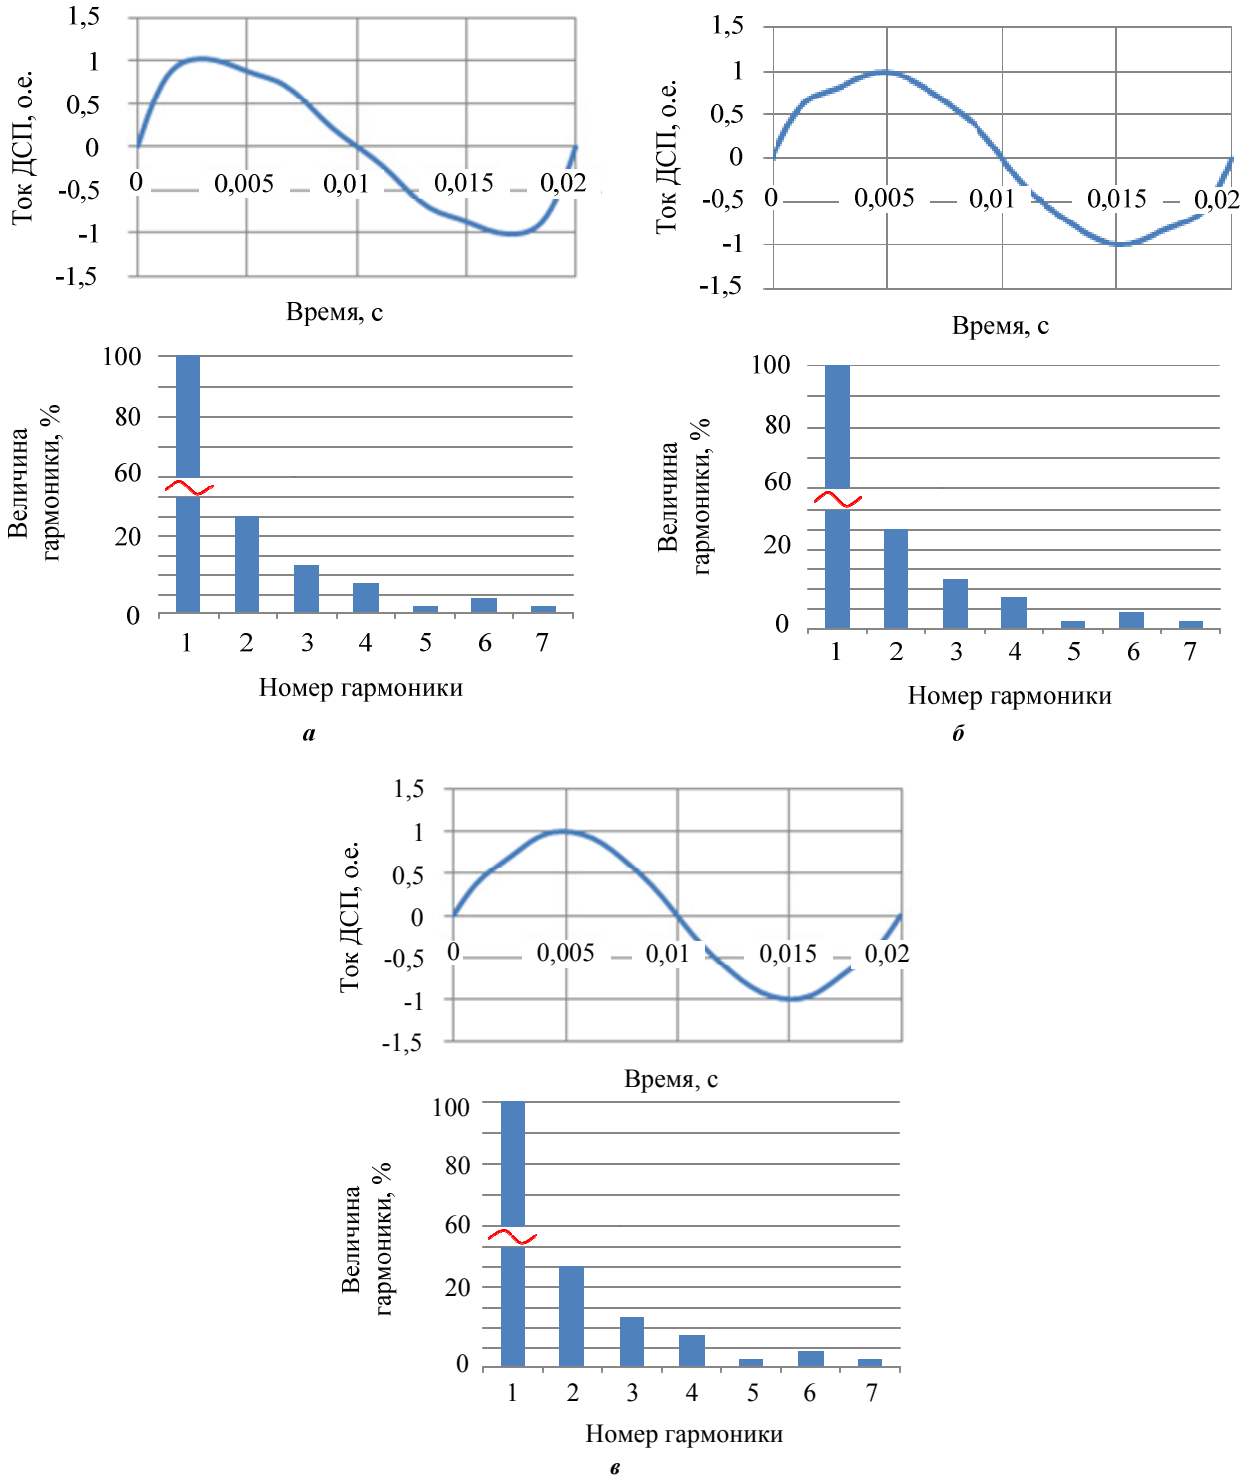 Ток ДСП, о.е.
1,5
1
0,5
0
-0,5
-1
-1,5
0 0,005 0,01 0,015 0,02
Время, с
Величина
гармоники, %
100
80
60
20
0
1 2 3 4 5 6 7
Номер гармоники
а
Ток ДСП, о.е.
1,5
1
0,5
0
-0,5
-1
-1,5
0 0,005 0,01 0,015 0,02
Время, с
Величина
гармоники, %
100
80
60
20
0
1 2 3 4 5 6 7
Номер гармоники
б
Ток ДСП, о.е.
1,5
1
0,5
0
-0,5
-1
-1,5
0 0,005 0,01 0,015 0,02
Время, с
Величина
гармоники, %
100
80
60
20
0
1 2 3 4 5 6 7
Номер гармоники
в